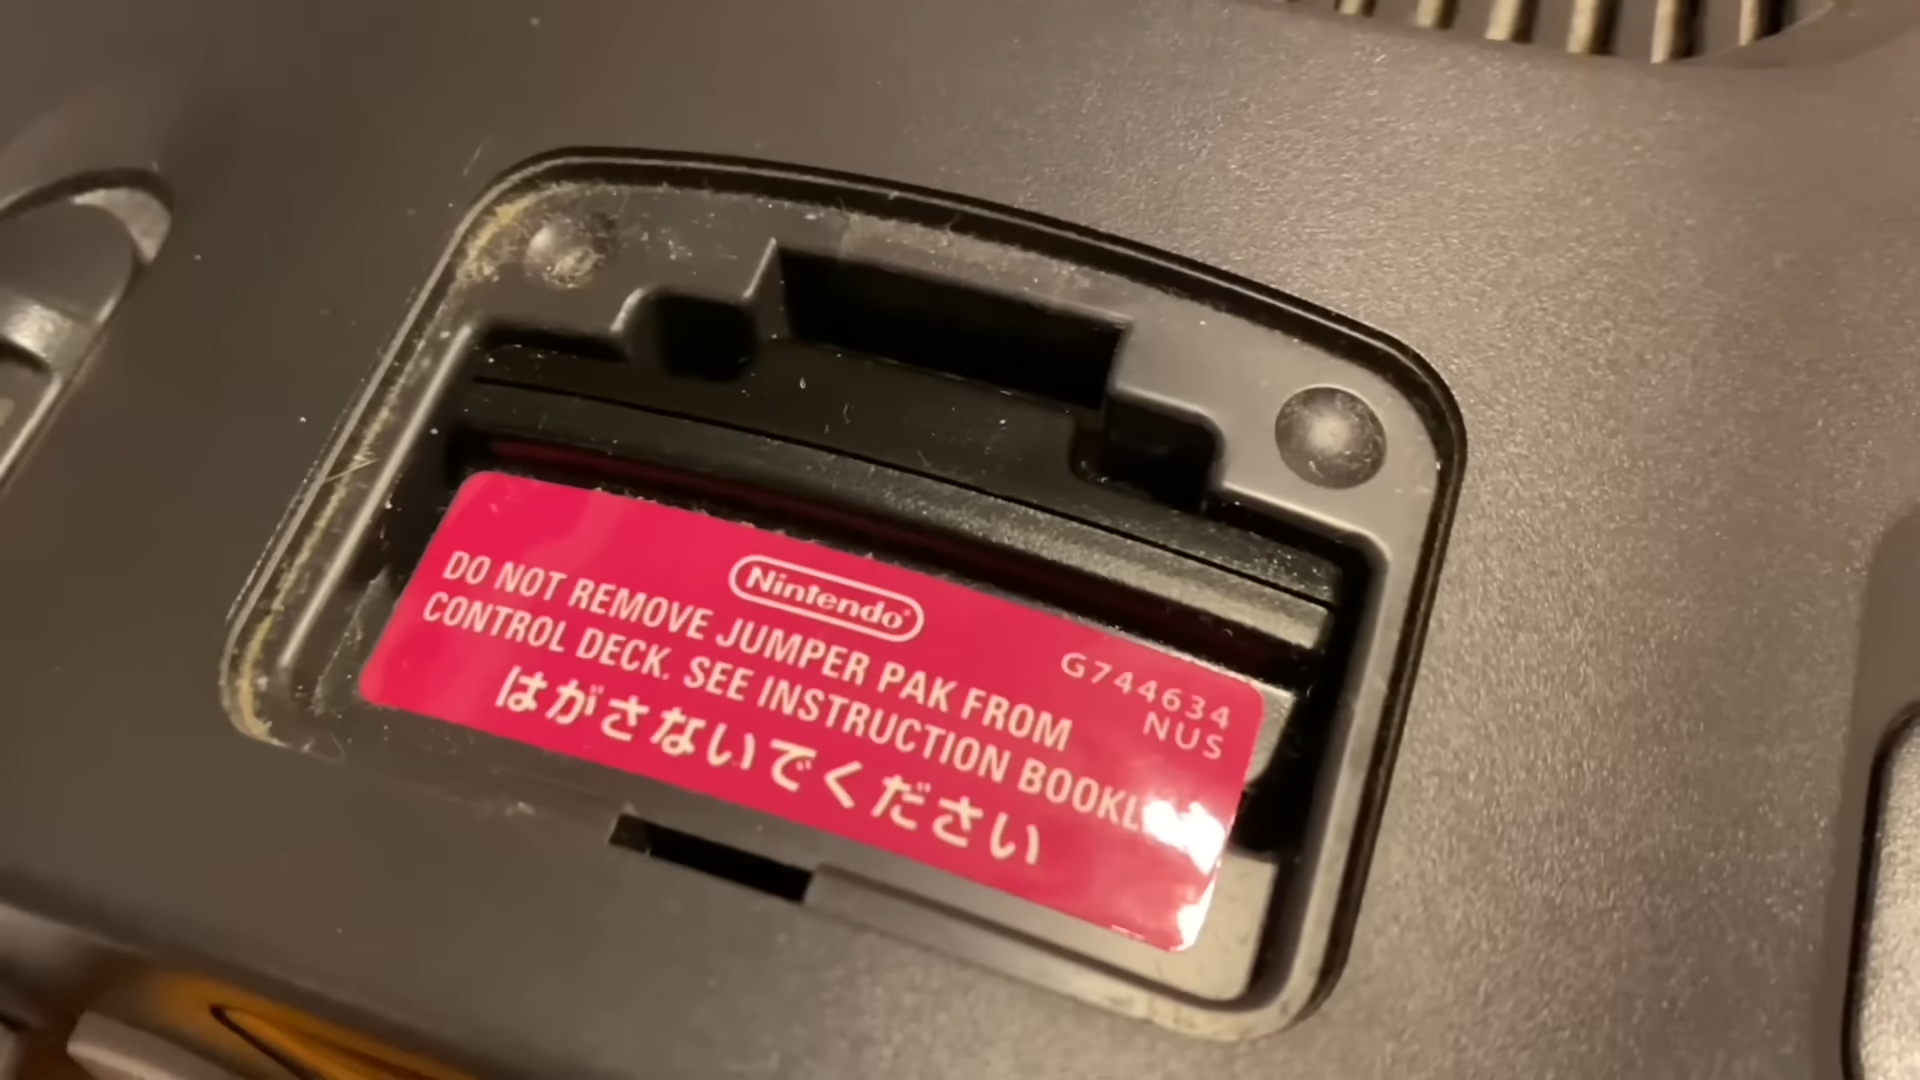 Nintendo®
DO NOT REMOVE JUMPER PAK FROM
CONTROL DECK. SEE INSTRUCTION
はがさないでください
G744634
NUS